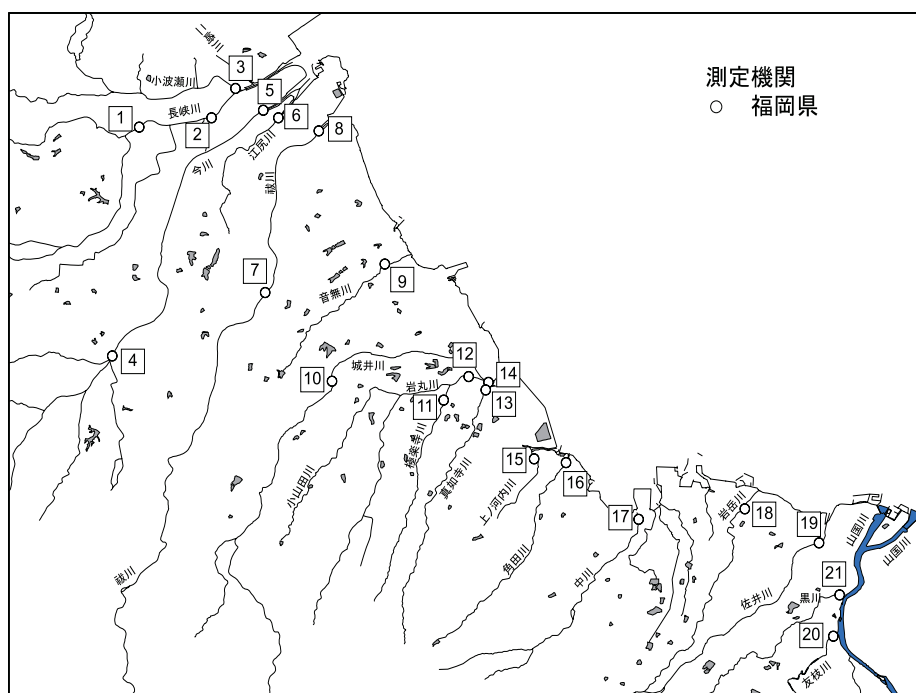 二崎川
小波瀬川
3
測定機関
○ 福岡県
長峡川
5
1
2
6
8
江尻川
今川
祓川
7
9
音無川
4
城井川
12
14
10
岩丸川
13
11
極楽寺川
真如寺川
小山田川
15
上ノ河内川
16
17
岩岳川
18
19
山国川
山国川
角田川
中川
祓川
佐井川
黒川
21
20
友枝川